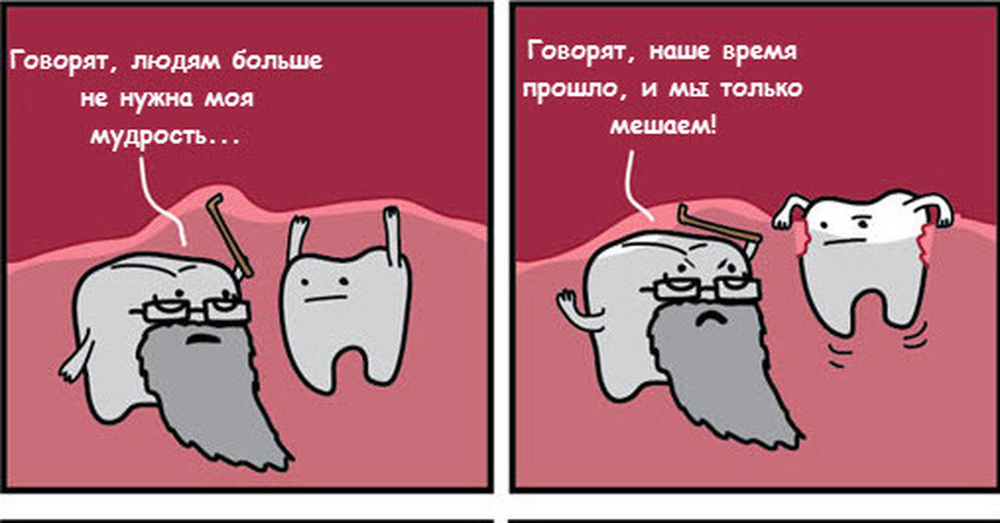 Говорят, людям больше
не нужна моя
мудрость...
Говорят, наше время
прошло, и мы только
мешаем!